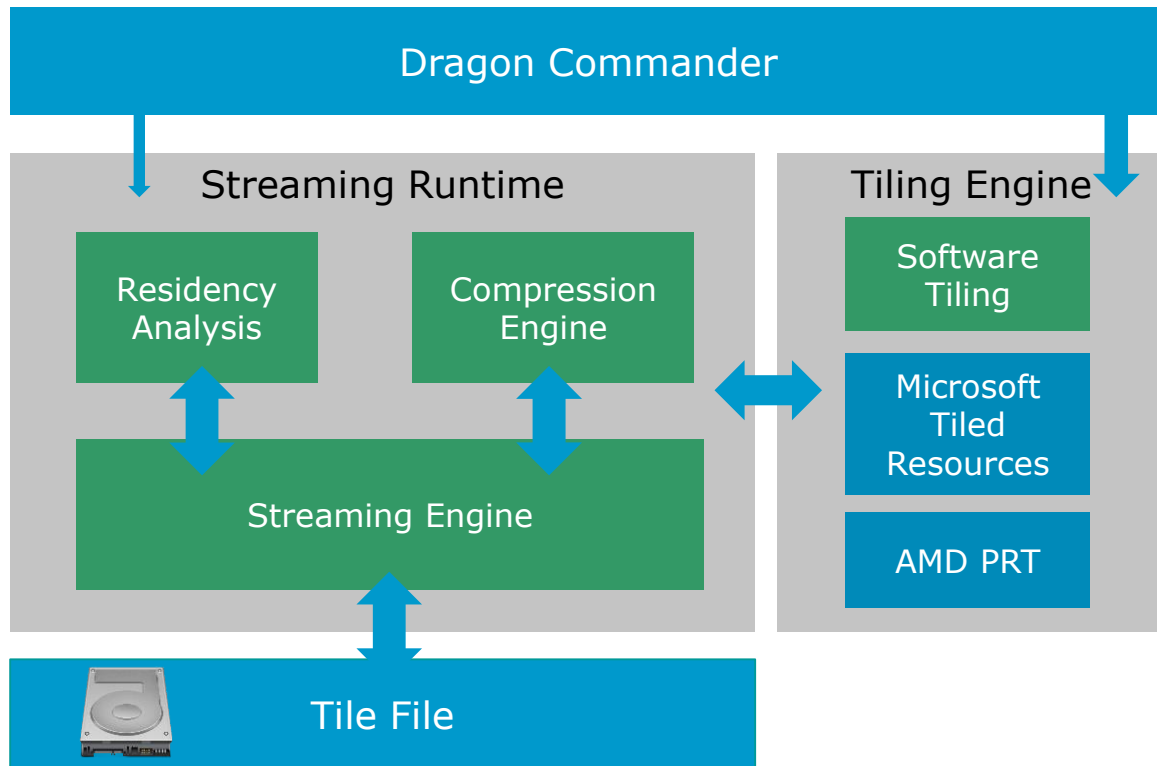 Dragon Commander
Streaming Runtime
Residency
Analysis
Compression
Engine
Streaming Engine
Tiling Engine
Software
Tiling
Microsoft
Tiled
Resources
AMD PRT
Tile File